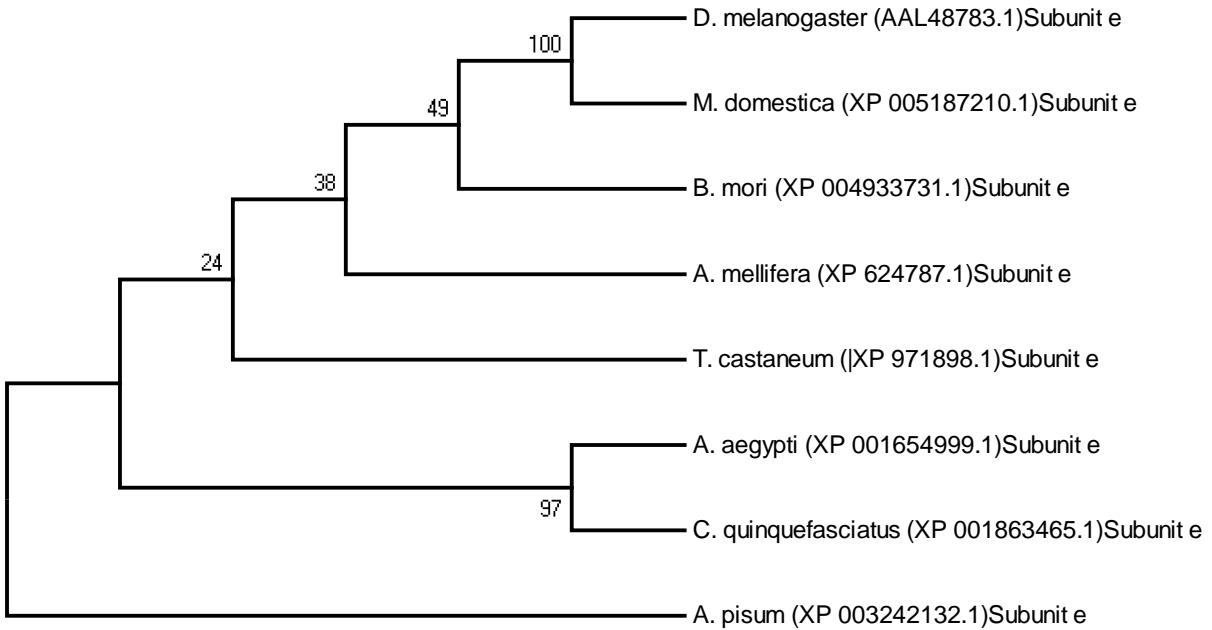 D. melanogaster (AAL48783.1)Subunit e
100
M. domestica (XP 005187210.1)Subunit e
49
B. mori (XP 004933731.1)Subunit e
38
A. mellifera (XP 624787.1)Subunit e
24
T. castaneum (|XP 971898.1)Subunit e
A. aegypti (XP 001654999.1)Subunit e
97
C. quinquefasciatus (XP 001863465.1)Subunit e
A. pisum (XP 003242132.1)Subunit e